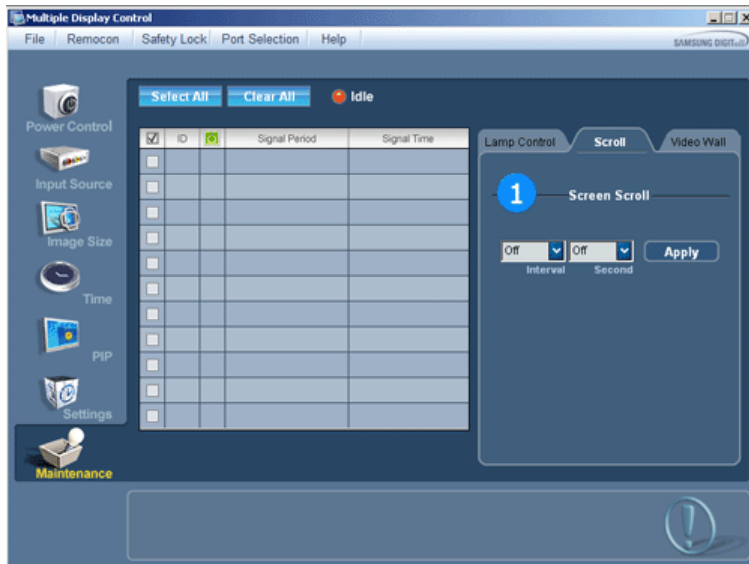 Multiple Display Control
File Remocon Safety Lock Port Selection Help
SAMSUNG DIGITall
Select All Clear All Idle
Power Control
ID Signal Period Signal Time
Lamp Control Scroll Video Wall
Input Source
1 Screen Scroll
Image Size
Off Off Apply
Interval Second
Time
PIP
Settings
Maintenance